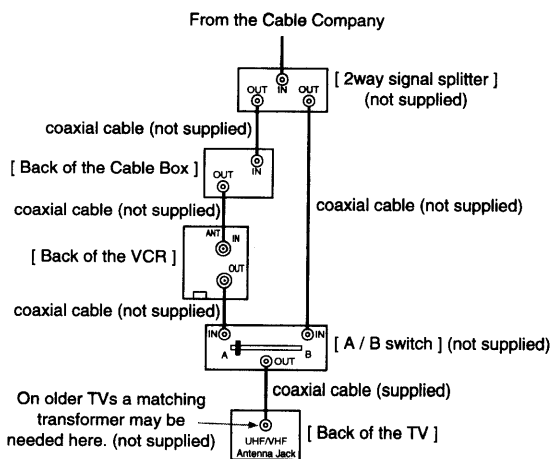 From the Cable Company
IN
OUT
OUT
[ 2way signal splitter ]
(not supplied)
coaxial cable (not supplied)
[ Back of the Cable Box ]
OUT
IN
coaxial cable (not supplied)
coaxial cable (not supplied)
[ Back of the VCR ]
ANT
IN
OUT
coaxial cable (not supplied)
IN
IN
A
B
OUT
[ A / B switch ] (not supplied)
coaxial cable (supplied)
On older TVs a matching
transformer may be
needed here. (not supplied)
UHF/VHF
Antenna Jack
[ Back of the TV ]